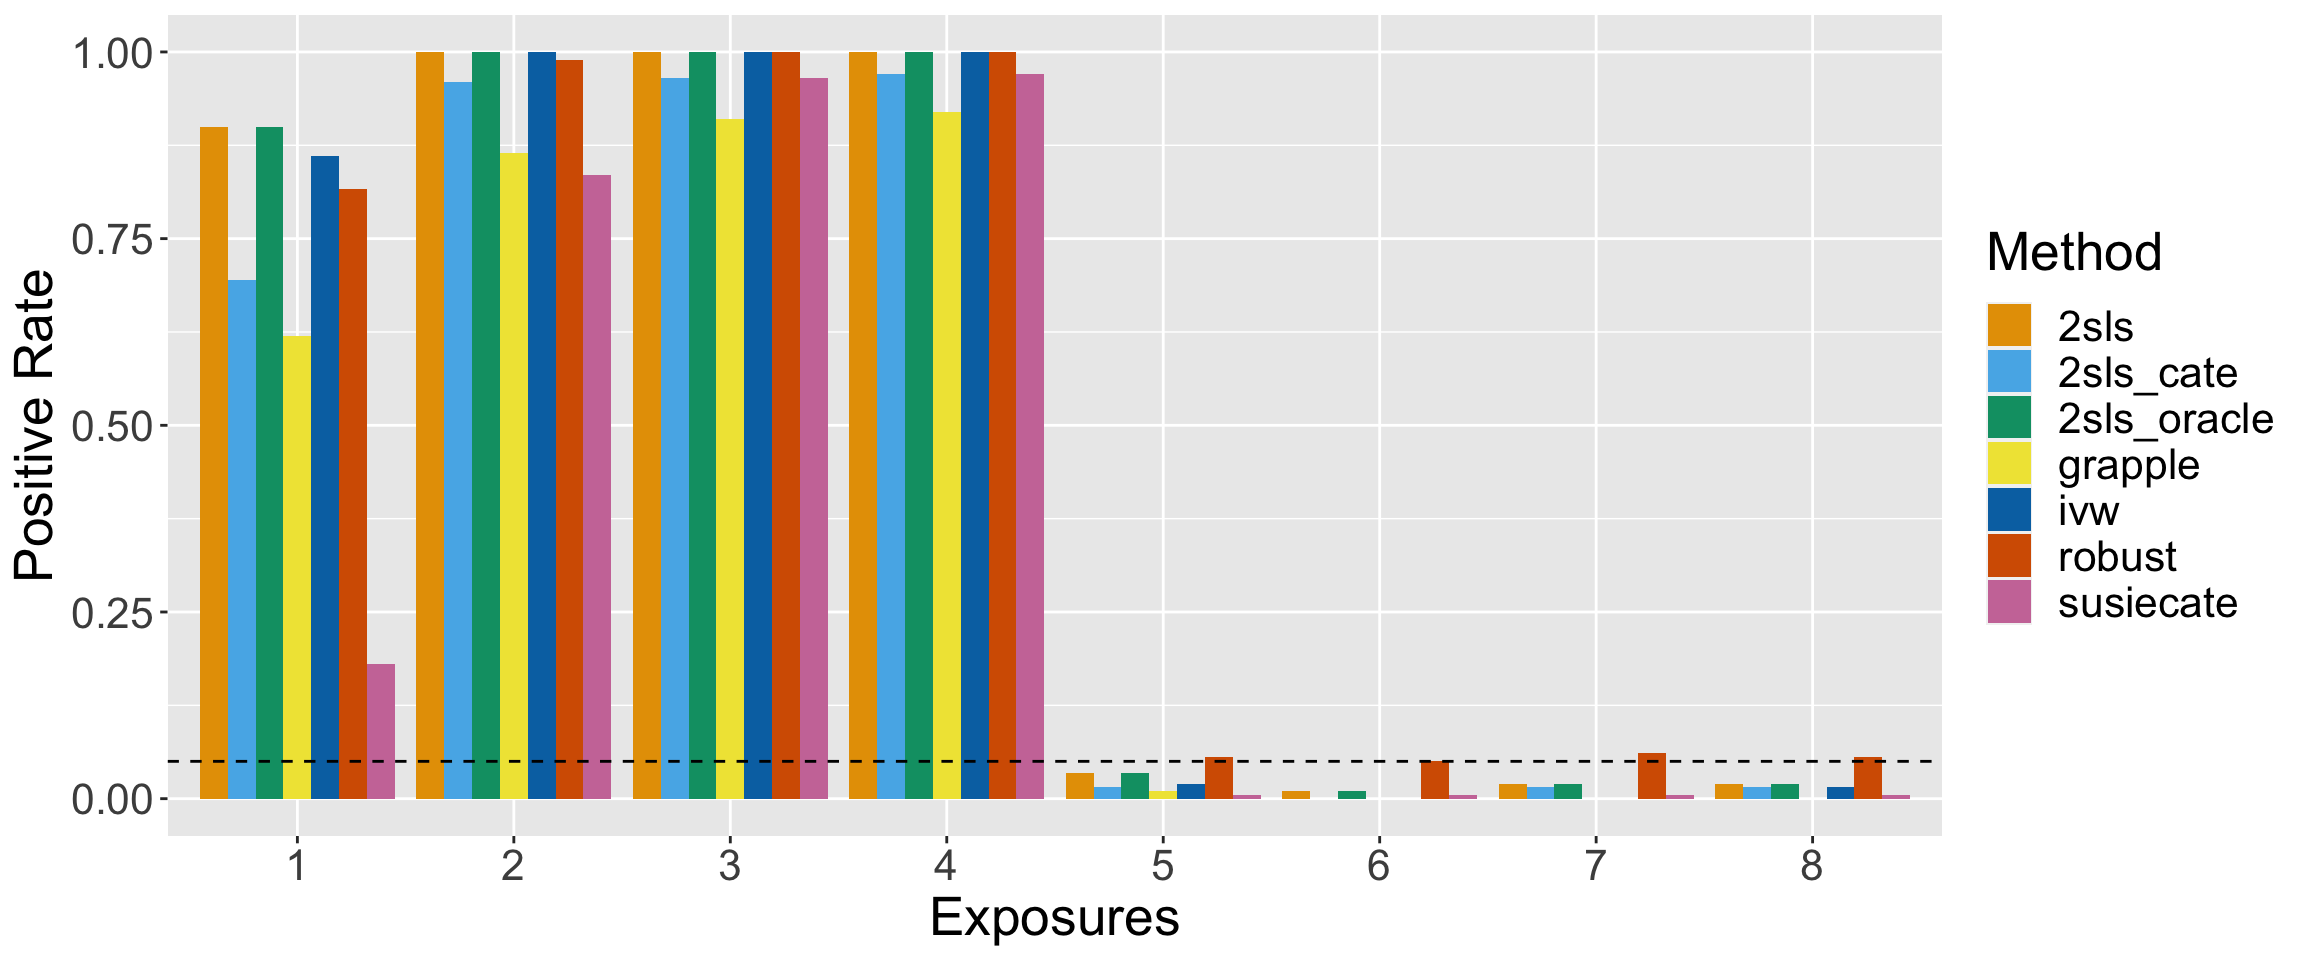 Positive Rate
1.00
0.75
0.50
0.25
0.00
1 2 3 4 5 6 7 8
Exposures
Method
2sls
2sls_cate
2sls_oracle
grapple
ivw
robust
susiecate